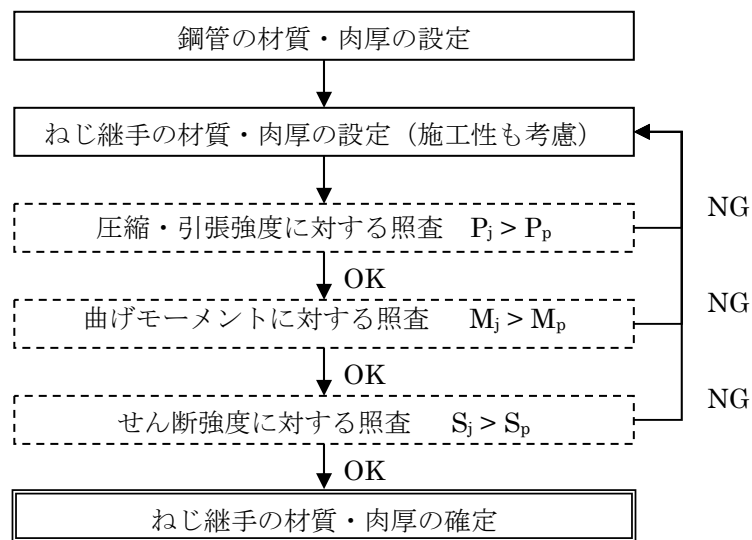 鋼管の材質・肉厚の設定
ねじ継手の材質・肉厚の設定（施工性も考慮）
圧縮・引張強度に対する照査 Pj > Pp
NG
OK
曲げモーメントに対する照査 Mj > Mp
NG
OK
せん断強度に対する照査 Sj > Sp
NG
OK
ねじ継手の材質・肉厚の確定